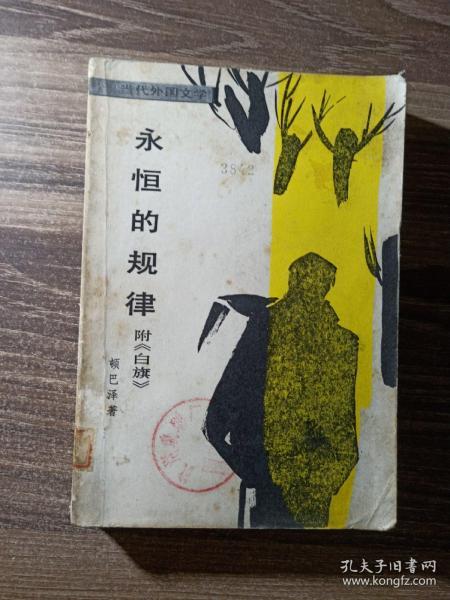 当代外国文学
永恒的规律
附《白旗》
顿巴泽著
3842
孔夫子旧书网
www.kongfz.com